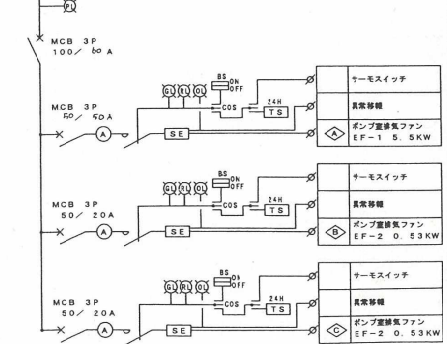 PL
MCB 3P
100/ 60 A
MCB 3P
50/ 50A
A
GL RL OL
BS
ON
OFF
COS
24H
TS
SE
サーモスイッチ
異常移報
A
ポンプ室排気ファン
EF-1 5.5KW
MCB 3P
50/ 20A
A
GL RL OL
BS
ON
OFF
COS
24H
TS
SE
サーモスイッチ
異常移報
B
ポンプ室排気ファン
EF-2 0.53KW
MCB 3P
50/ 20A
A
GL RL OL
BS
ON
OFF
COS
24H
TS
SE
サーモスイッチ
異常移報
C
ポンプ室排気ファン
EF-2 0.53KW